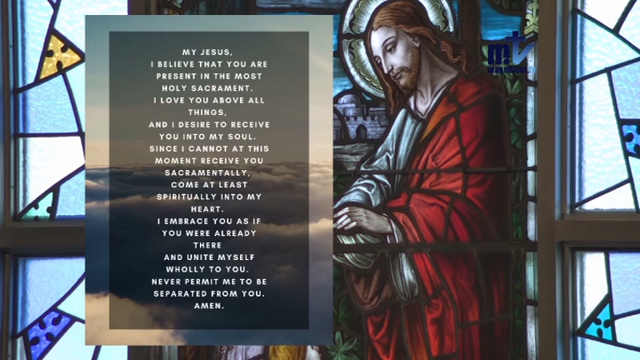 MY JESUS,
I BELIEVE THAT YOU ARE
PRESENT IN THE MOST
HOLY SACRAMENT.
I LOVE YOU ABOVE ALL
THINGS,
AND I DESIRE TO RECEIVE
YOU INTO MY SOUL.
SINCE I CANNOT AT THIS
MOMENT RECEIVE YOU
SACRAMENTALLY,
COME AT LEAST
SPIRITUALLY INTO MY
HEART.
I EMBRACE YOU AS IF
YOU WERE ALREADY
THERE
AND UNITE MYSELF
WHOLLY TO YOU.
NEVER PERMIT ME TO BE
SEPARATED FROM YOU.
AMEN.
mtv